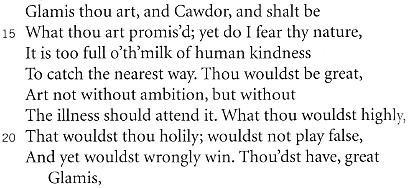 Glamis thou art, and Cawdor, and shalt be
15 What thou art promis'd; yet do I fear thy nature,
It is too full o'th'milk of human kindness
To catch the nearest way. Thou wouldst be great,
Art not without ambition, but without
The illness should attend it. What thou wouldst highly,
20 That wouldst thou holily; wouldst not play false,
And yet wouldst wrongly win. Thou'dst have, great
Glamis,